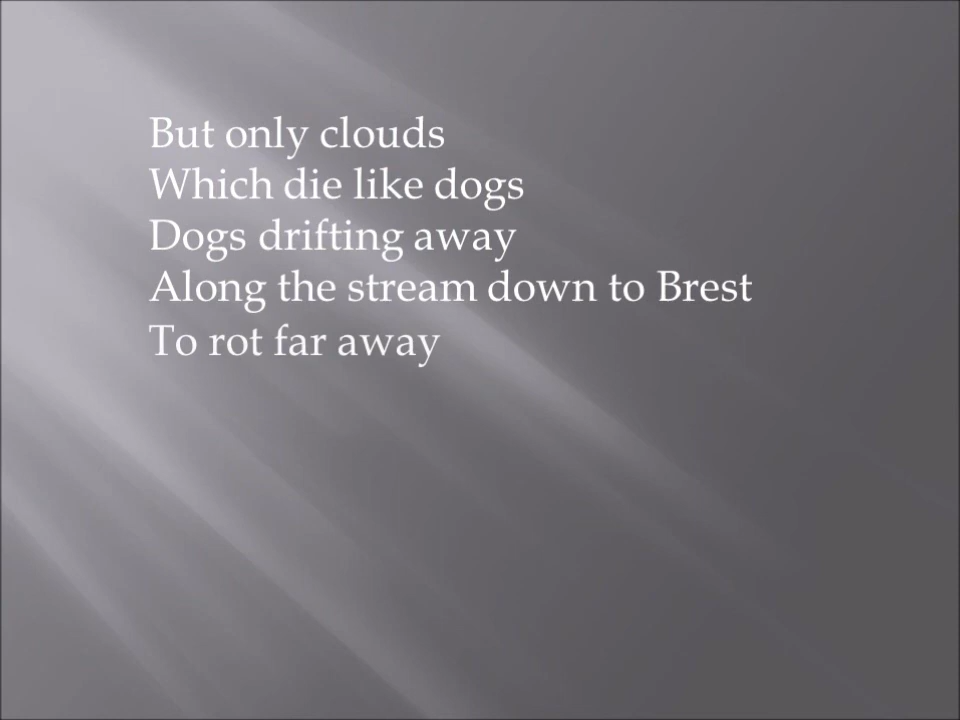 But only clouds
Which die like dogs
Dogs drifting away
Along the stream down to Brest
To rot far away